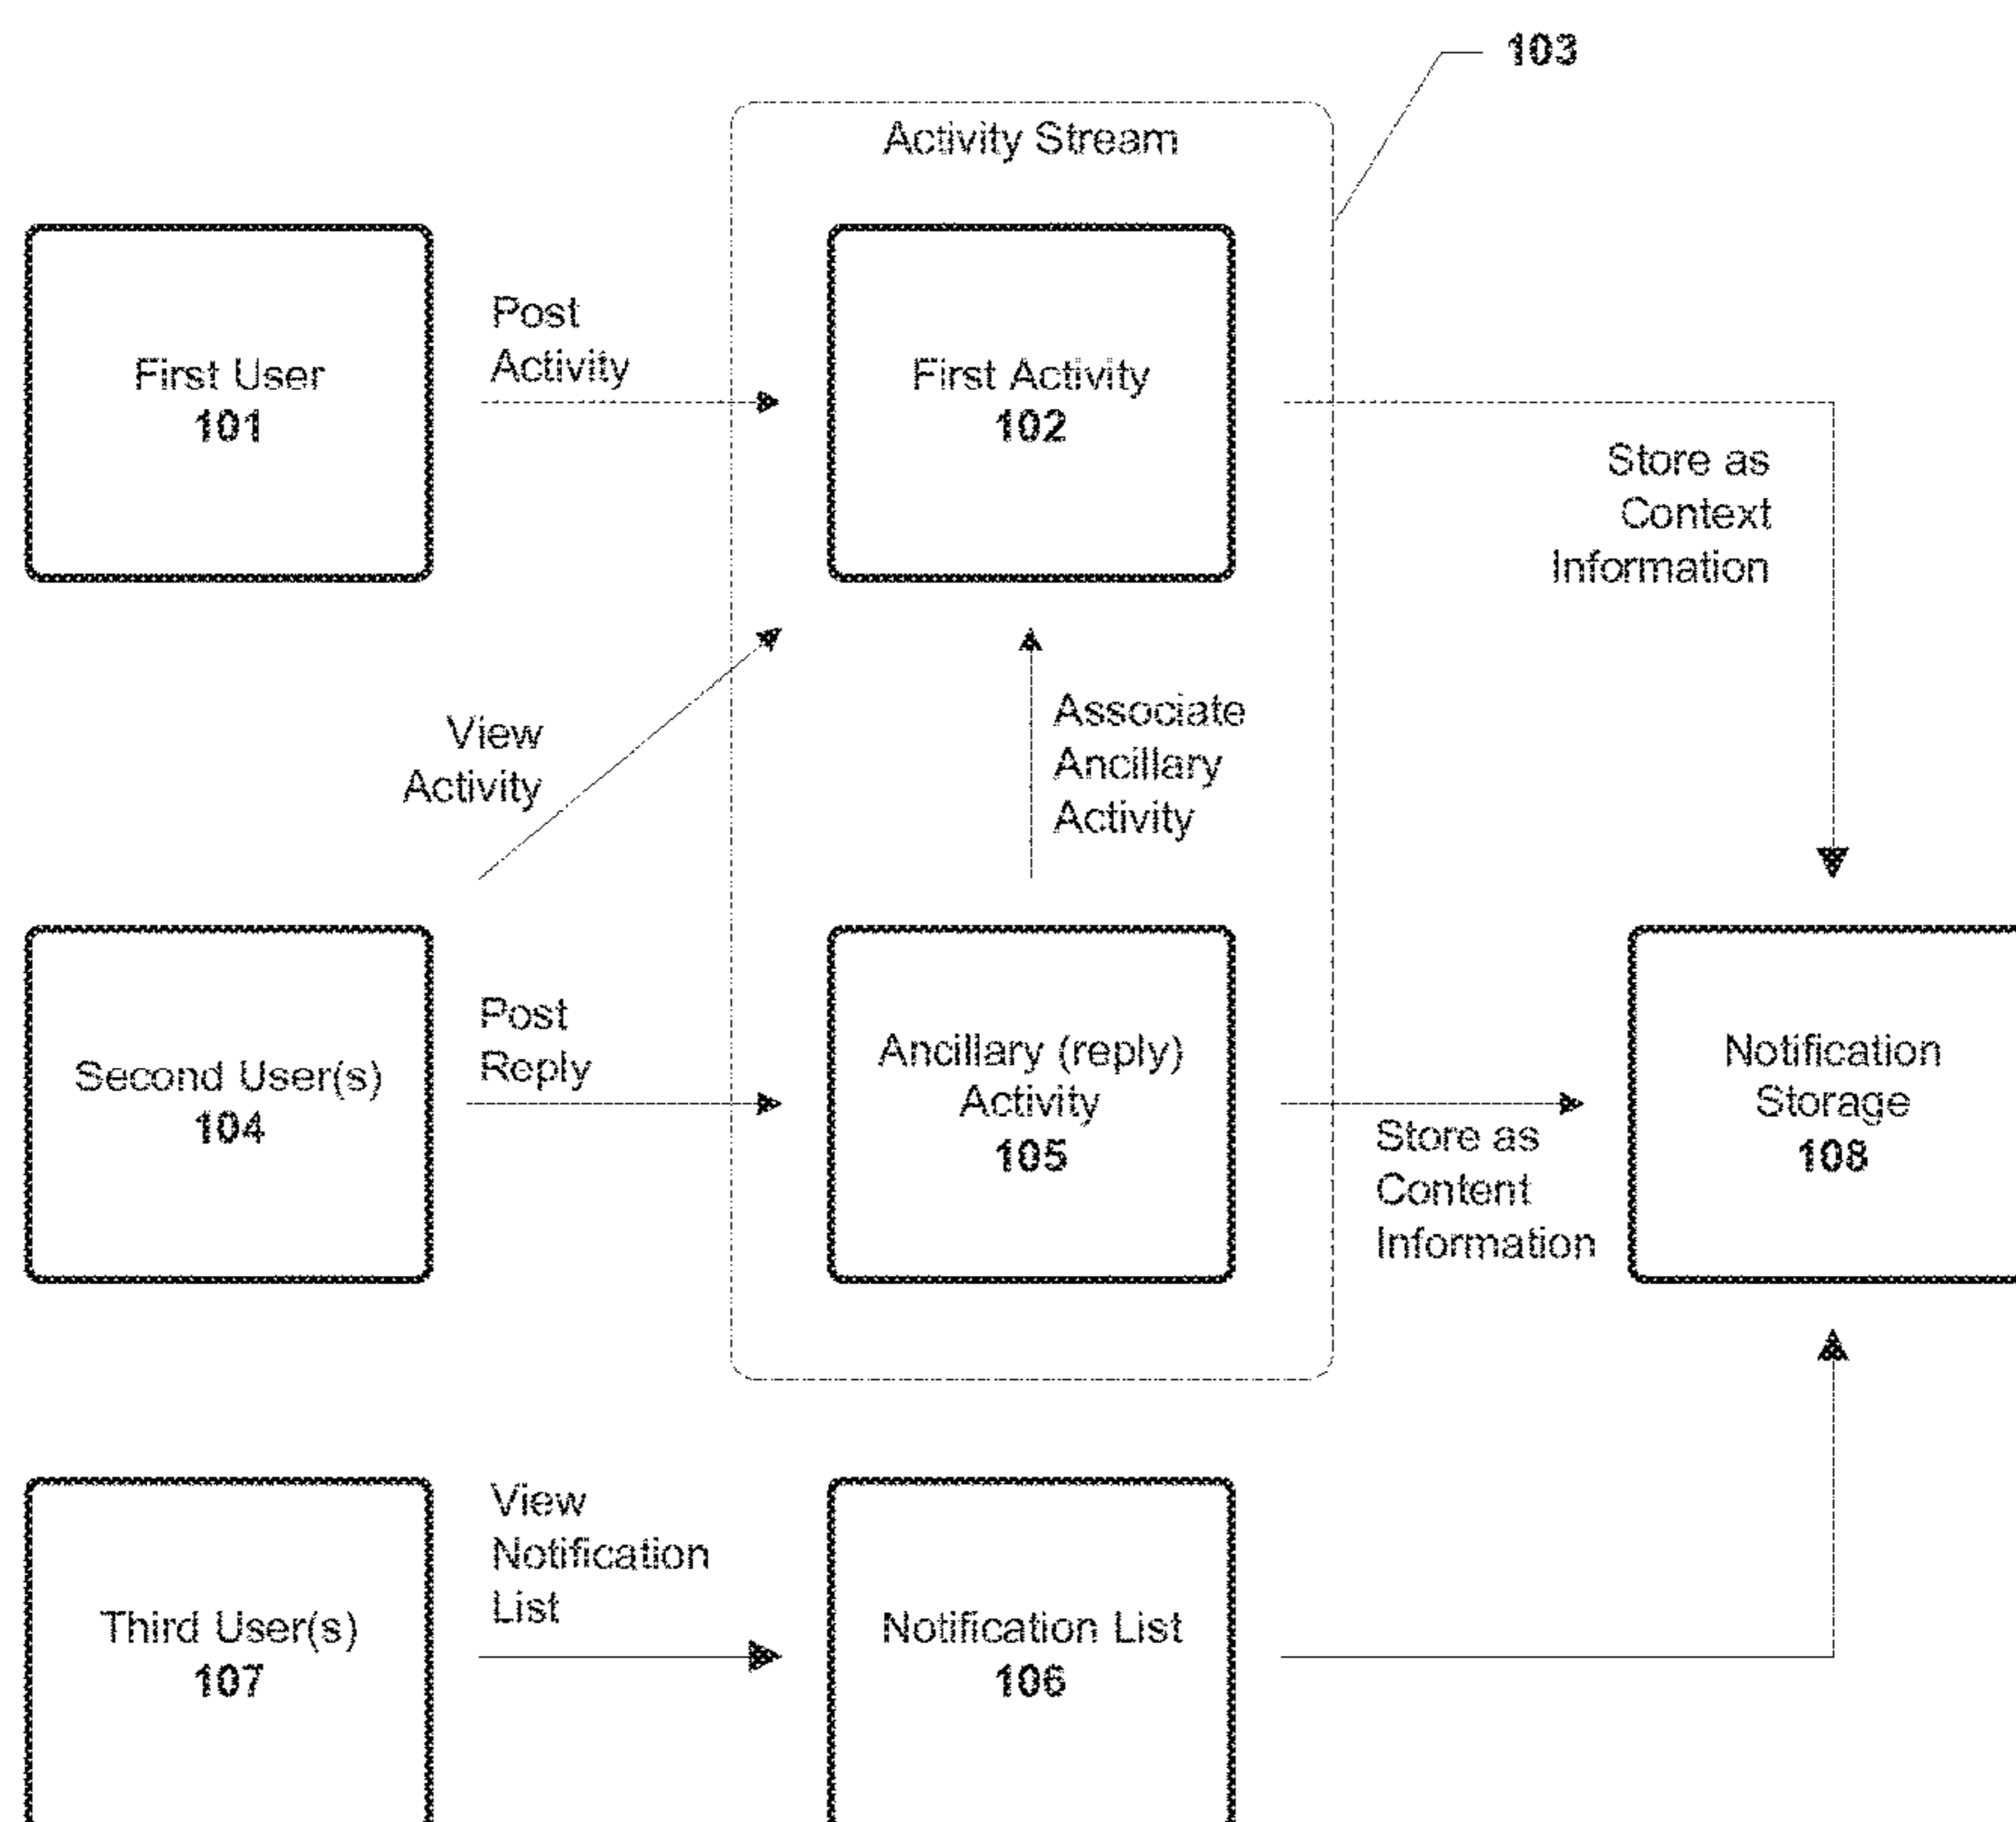 103
Activity Stream
First User
101
Post
Activity
First Activity
102
Store as
Context
Information
View
Activity
Associate
Ancillary
Activity
Second User(s)
104
Post
Reply
Ancillary (reply)
Activity
105
Store as
Content
Information
Notification
Storage
108
Third User(s)
107
View
Notification
List
Notification List
106